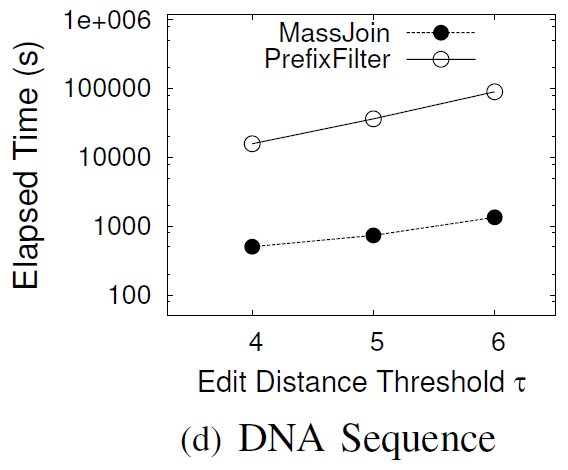 1e+006
100000
10000
1000
100
Elapsed Time (s)
MassJoin
PrefixFilter
4 5 6
Edit Distance Threshold τ
(d) DNA Sequence